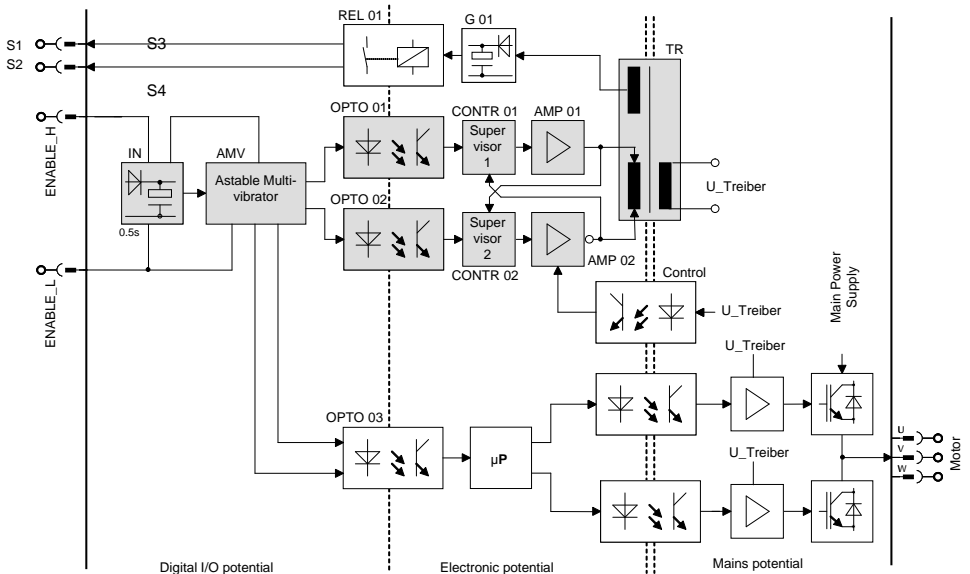 REL 01
G 01
S1
S3
TR
S2
S4
OPTO 01
CONTR 01
AMP 01
ENABLE_H
IN
AMV
Super
visor
1
Astable Multi-
vibrator
U_Treiber
OPTO 02
0.5s
Super
visor
2
CONTR 02
AMP 02
ENABLE_L
Control
Main Power
Supply
U_Treiber
U_Treiber
OPTO 03
µP
U
V
W
Motor
U_Treiber
Digital I/O potential
Electronic potential
Mains potential